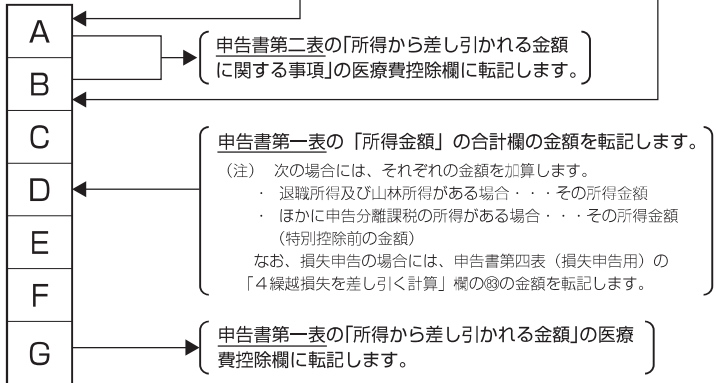 A
申告書第二表の「所得から差し引かれる金額
に関する事項」の医療費控除欄に転記します。
B
C
申告書第一表の「所得金額」の合計欄の金額を転記します。
（注） 次の場合には、それぞれの金額を加算します。
D
・ 退職所得及び山林所得がある場合・・・その所得金額
・ ほかに申告分離課税の所得がある場合・・・その所得金額
（特別控除前の金額）
E
なお、損失申告の場合には、申告書第四表（損失申告用）の
「４繰越損失を差し引く計算」欄の の金額を転記します。
F
申告書第一表の「所得から差し引かれる金額」の医療
費控除欄に転記します。
G